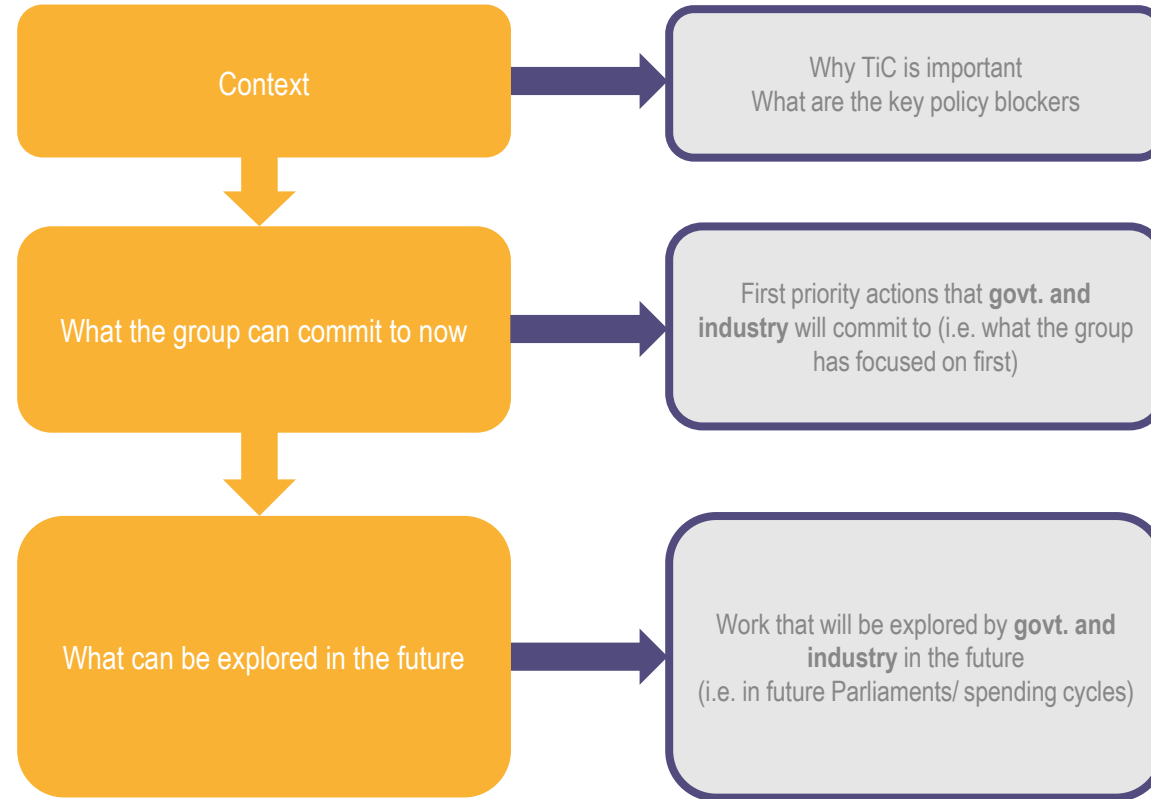 Context
Why TiC is important
What are the key policy blockers
What the group can commit to now
First priority actions that govt. and
industry will commit to (i.e. what the group
has focused on first)
What can be explored in the future
Work that will be explored by govt. and
industry in the future
(i.e. in future Parliaments/ spending cycles)